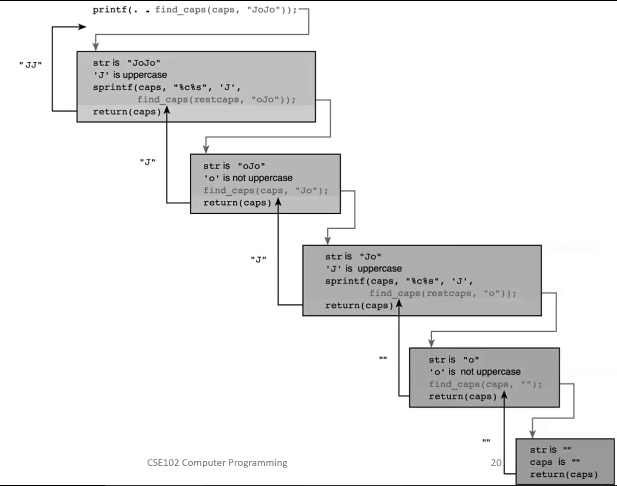 printf(. . find_caps(caps, "JoJo"));
"JJ"
str is "JoJo"
'J' is uppercase
sprintf(caps, "%c%s", 'J',
find_caps(restcaps, "oJo"));
return(caps)
"J"
str is "oJo"
'o' is not uppercase
find_caps(caps, "Jo");
return(caps)
"J"
str is "Jo"
'J' is uppercase
sprintf(caps, "%c%s", 'J',
find_caps(restcaps, "o"));
return(caps)
""
str is "o"
'o' is not uppercase
find_caps(caps, "");
return(caps)
""
str is ""
caps is ""
return(caps)
CSE102 Computer Programming
20